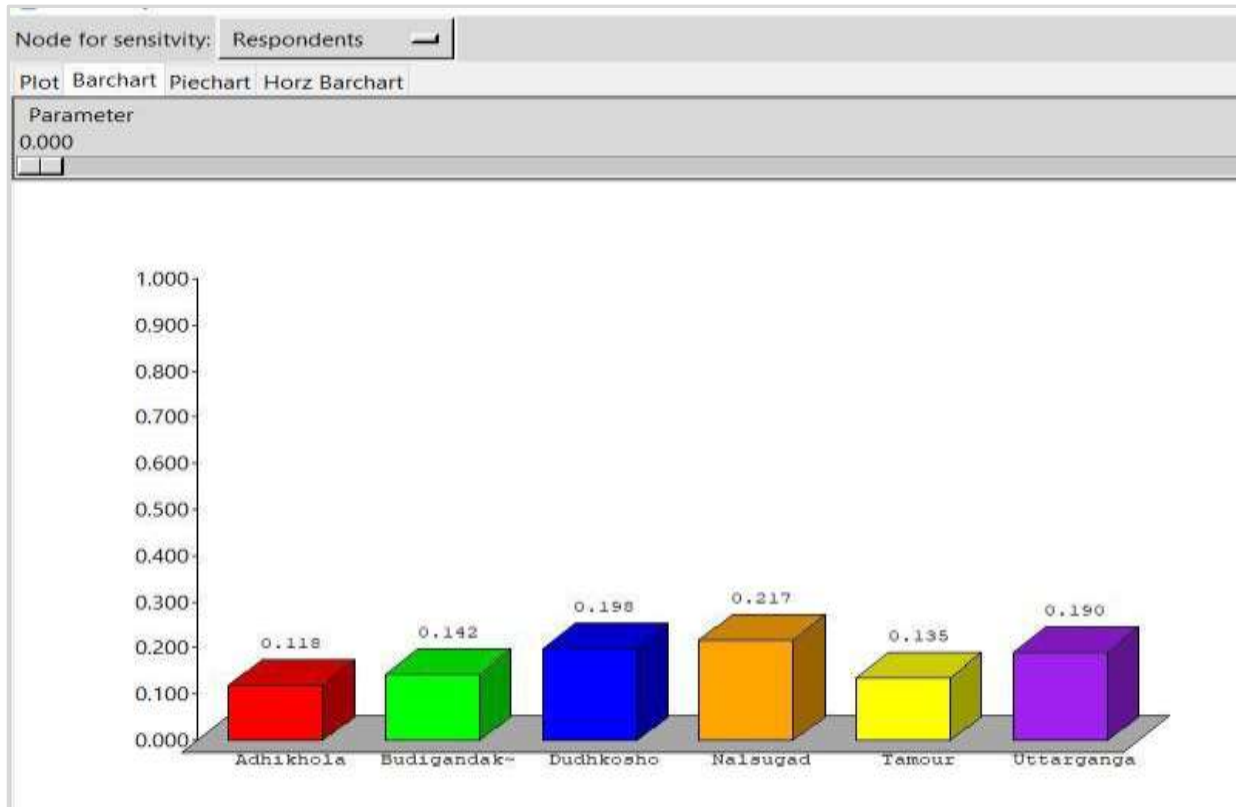 Node for sensitvity: Respondents
Plot Barchart Piechart Horz Barchart
Parameter
0.000
1.000
0.900
0.800
0.700
0.600
0.500
0.400
0.300
0.200
0.100
0.000
0.118 0.142 0.198 0.217 0.135 0.190
Adhikhola Budigandak~ Dudhkosho Nalsugad Tamour Uttarganga